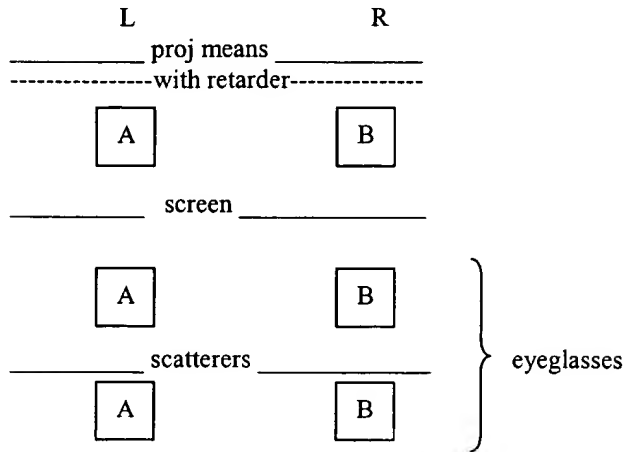 L R
proj means
with retarder
A B
screen
A B
eyeglasses
scatterers
A B